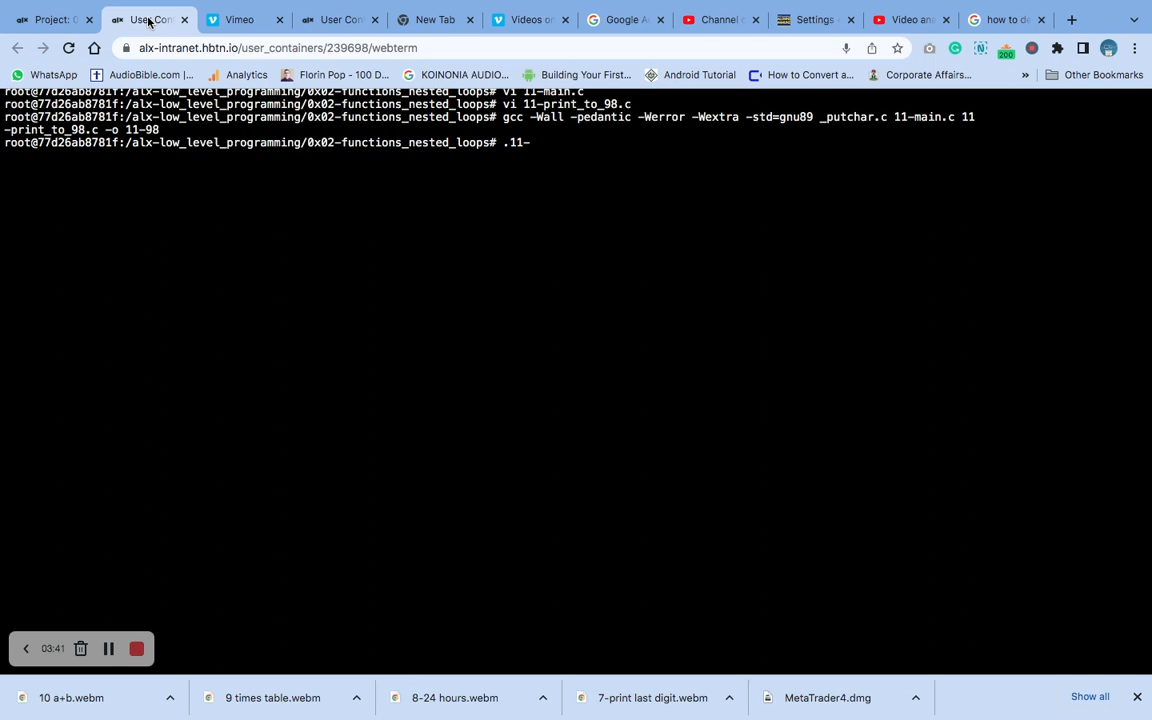 Project: 0
User Con
Vimeo
User Con
New Tab
Videos on
Google A
Channel c
Settings -
Video ana
how to de
alx-intranet.hbtn.io/user_containers/239698/webterm
200
WhatsApp
AudioBible.com |...
Analytics
Florin Pop - 100 D...
KOINONIA AUDIO...
Building Your First...
Android Tutorial
How to Convert a...
Corporate Affairs...
»
Other Bookmarks
root@77d26ab8781f:/alx-low_level_programming/0x02-functions_nested_loops# vi 11-main.c
root@77d26ab8781f:/alx-low_level_programming/0x02-functions_nested_loops# vi 11-print_to_98.c
root@77d26ab8781f:/alx-low_level_programming/0x02-functions_nested_loops# gcc -Wall -pedantic -Werror -Wextra -std=gnu89 _putchar.c 11-main.c 11
-print_to_98.c -o 11-98
root@77d26ab8781f:/alx-low_level_programming/0x02-functions_nested_loops# .11-
03:41
10 a+b.webm
9 times table.webm
8-24 hours.webm
7-print last digit.webm
MetaTrader4.dmg
Show all